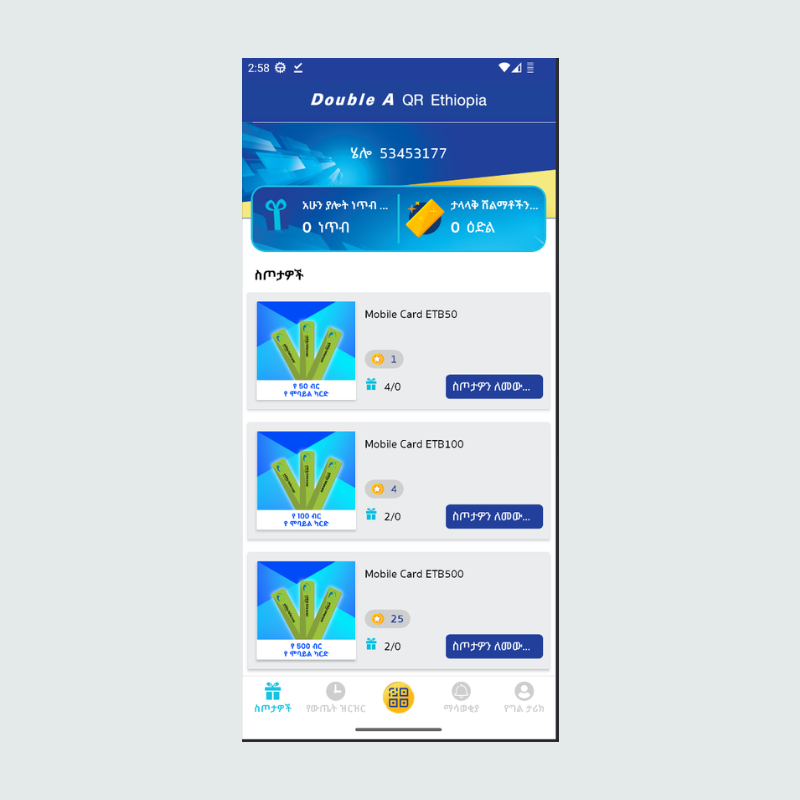 2:58
Double A QR Ethiopia
ሄሎ 53453177
አሁን ያሎት ነጥብ ...
0 ነጥብ
ታላላቅ ሽልማቶችን...
0 ዕድል
ስጦታዎች
Mobile Card ETB50
1
4/0
ስጦታዎን ለመው...
የ 50 ብር
የ ሞባይል ካርድ
Mobile Card ETB100
4
2/0
ስጦታዎን ለመው...
የ 100 ብር
የ ሞባይል ካርድ
Mobile Card ETB500
25
2/0
ስጦታዎን ለመው...
የ 500 ብር
የ ሞባይል ካርድ
ስጦታዎች
የውጤት ዝርዝር
ማሳወቂያ
የግል ታሪክ